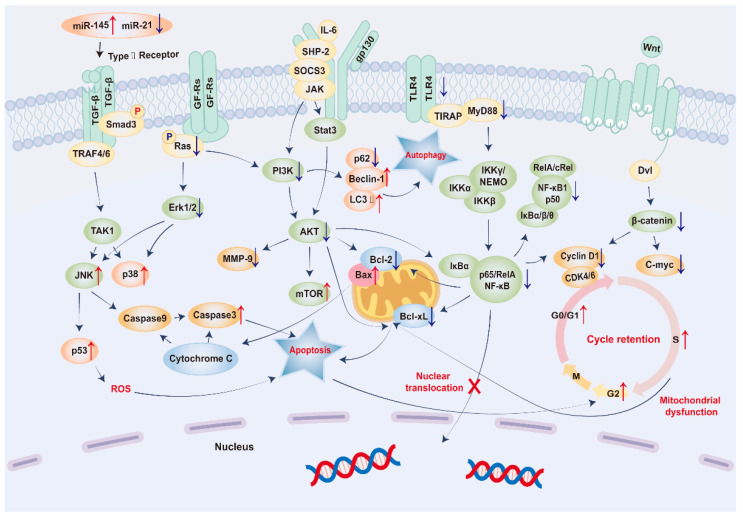 miR-145 miR-21
Type Ⅱ Receptor
TGF-β
TGF-β
Smad3
P
TRAF4/6
TAK1
JNK
p38
p53
ROS
GF-Rs
GF-Rs
P
Ras
Erk1/2
IL-6
SHP-2
SOCS3
JAK
gp130
Stat3
PI3K
p62
Beclin-1
LC3
Autophagy
AKT
MMP-9
mTOR
Bcl-2
Bax
Bcl-xL
Caspase9
Caspase3
Cytochrome C
Apoptosis
TLR4
TLR4
TIRAP
MyD88
IKKγ/
NEMO
IKKα
IKKβ
RelA/cRel
NF-κB1
p50
IκBα/β/θ
IκBα
p65/RelA
NF-κB
Nuclear
translocation
Wnt
Dvl
β-catenin
Cyclin D1
CDK4/6
C-myc
G0/G1
S
Cycle retention
M
G2
Mitochondrial
dysfunction
Nucleus